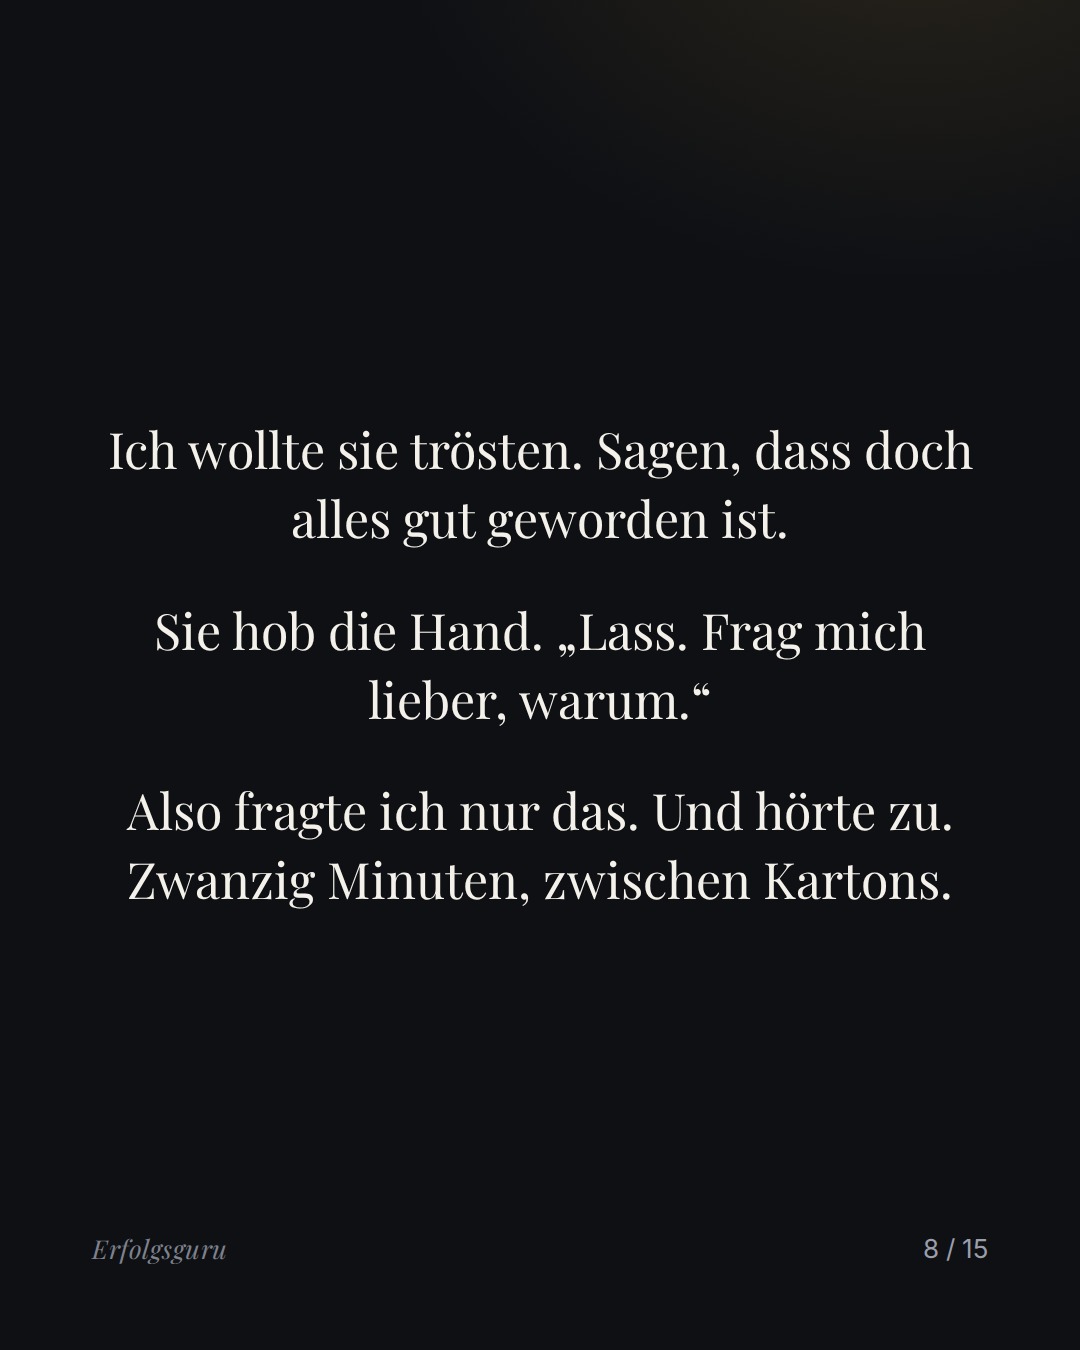 Ich wollte sie trösten. Sagen, dass doch
alles gut geworden ist.
Sie hob die Hand. „Lass. Frag mich
lieber, warum.“
Also fragte ich nur das. Und hörte zu.
Zwanzig Minuten, zwischen Kartons.
Erfolgsguru
8 / 15